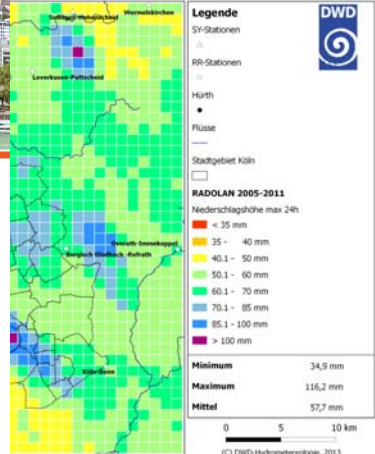 Wermelskirchen
Solingen-Hohenscheid
Leverkusen-Pattscheid
Overath-Immekeppel
Bergisch Gladbach -Refrath
Köln-Bonn
Legende
DWD
SY-Stationen
RR-Stationen
Hürth
Flüsse
Stadtgebiet Köln
RADOLAN 2005-2011
Niederschlagshöhe max 24h
< 35 mm
35 - 40 mm
40.1 - 50 mm
50.1 - 60 mm
60.1 - 70 mm
70.1 - 85 mm
85.1 - 100 mm
> 100 mm
Minimum 34,9 mm
Maximum 116,2 mm
Mittel 57,7 mm
0 5 10 km
(C) DWD-Hydrometeorologie, 2013